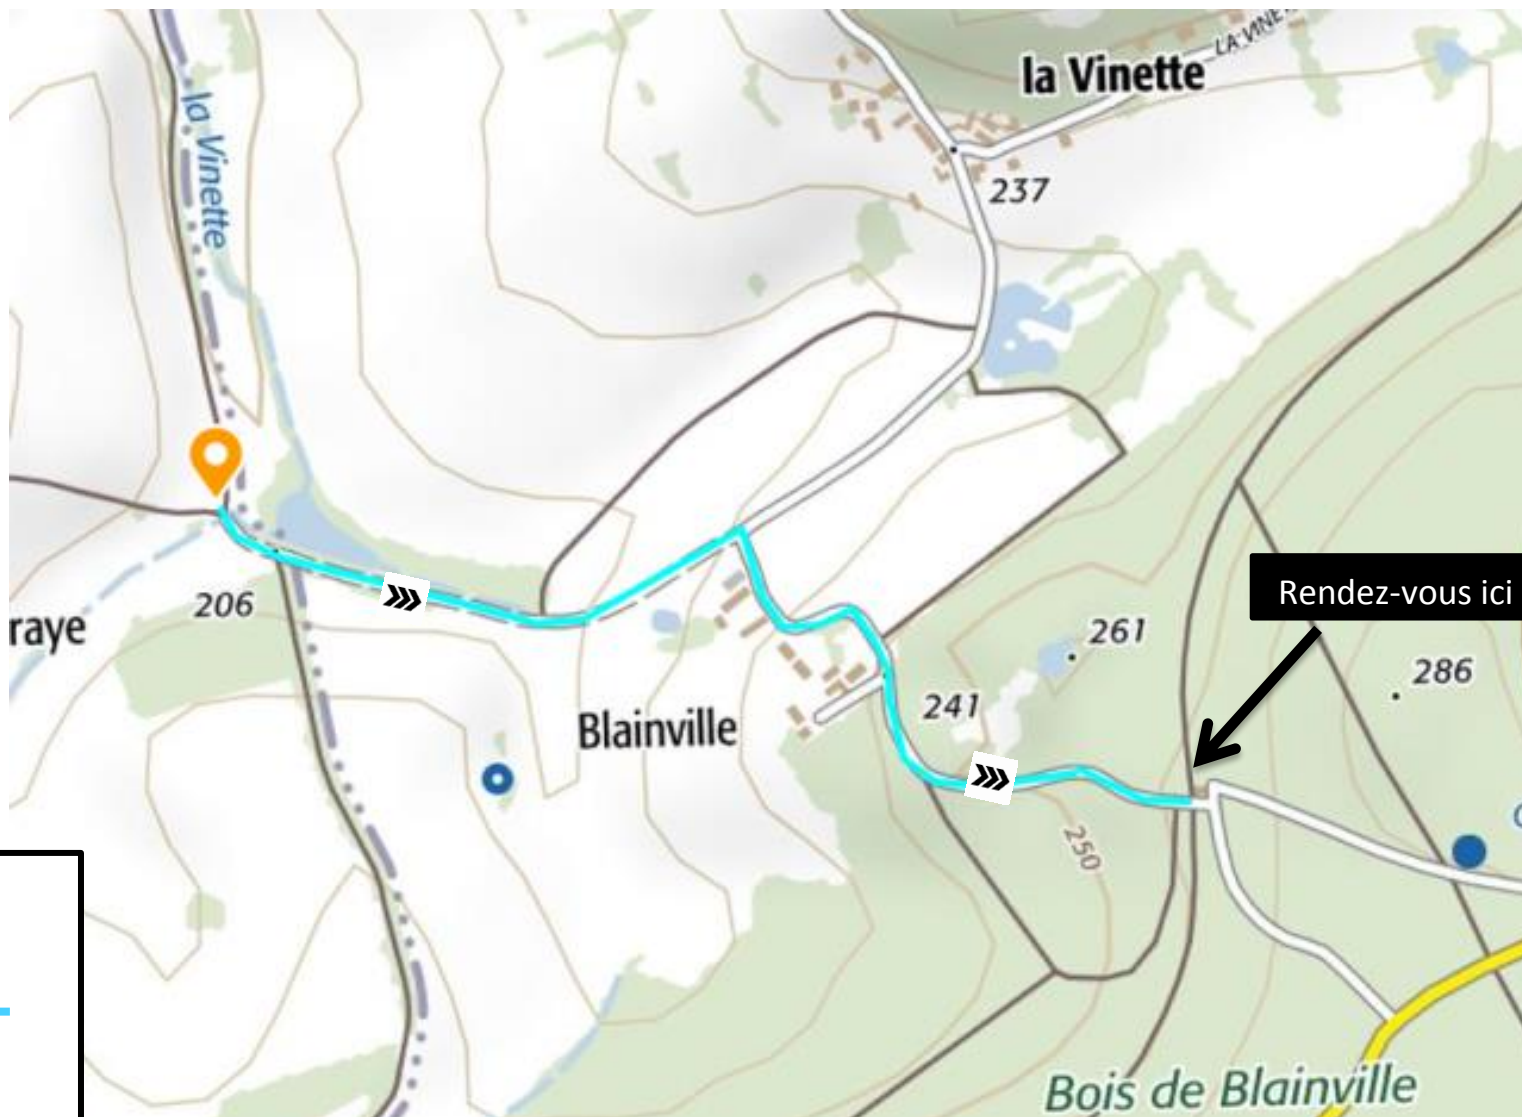 la Vinette
LA VINE
la Vinette
237
Rendez-vous ici
206
raye
261
286
241
Blainville
250
Bois de Blainville